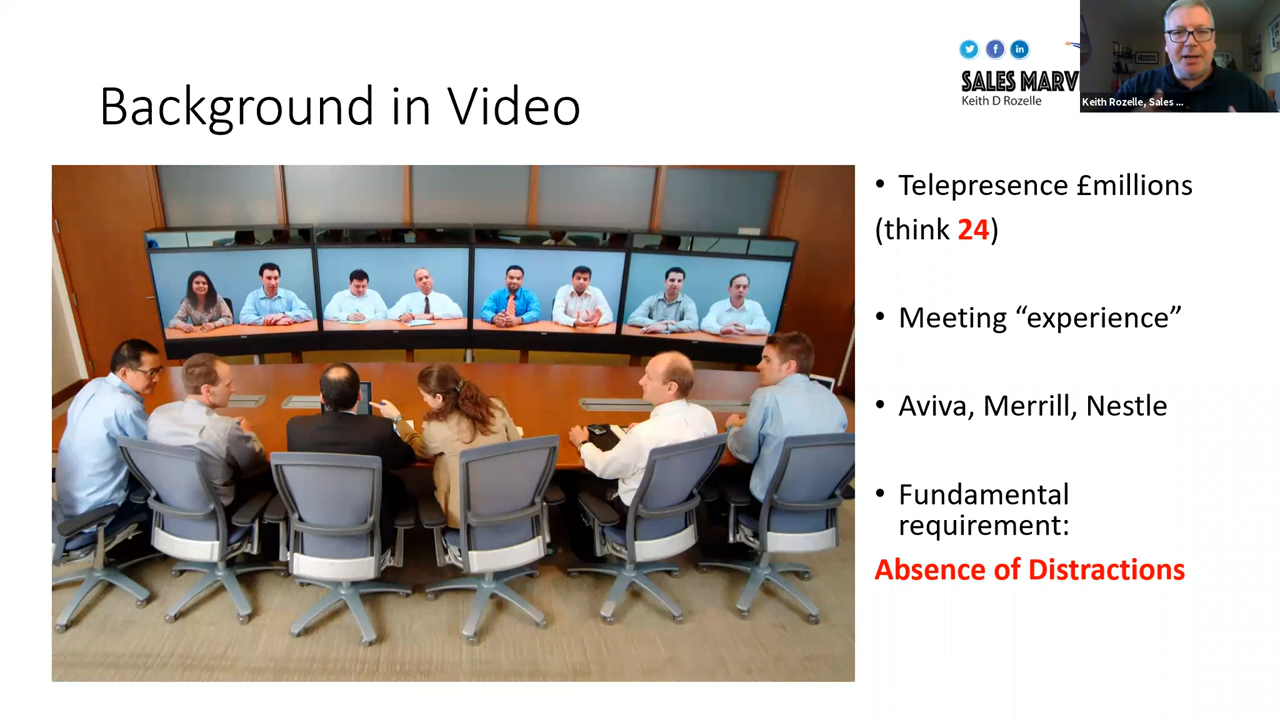 Background in Video
SALES MARV
Keith D Rozelle
Keith Rozelle, Sales ...
• Telepresence £millions
(think 24)
• Meeting “experience”
• Aviva, Merrill, Nestle
• Fundamental
requirement:
Absence of Distractions